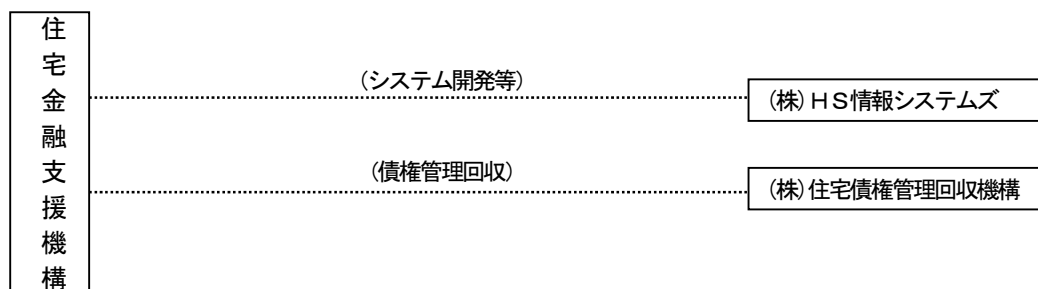 住宅金融支援機構
（システム開発等）
（株）ＨＳ情報システムズ
（債権管理回収）
（株）住宅債権管理回収機構